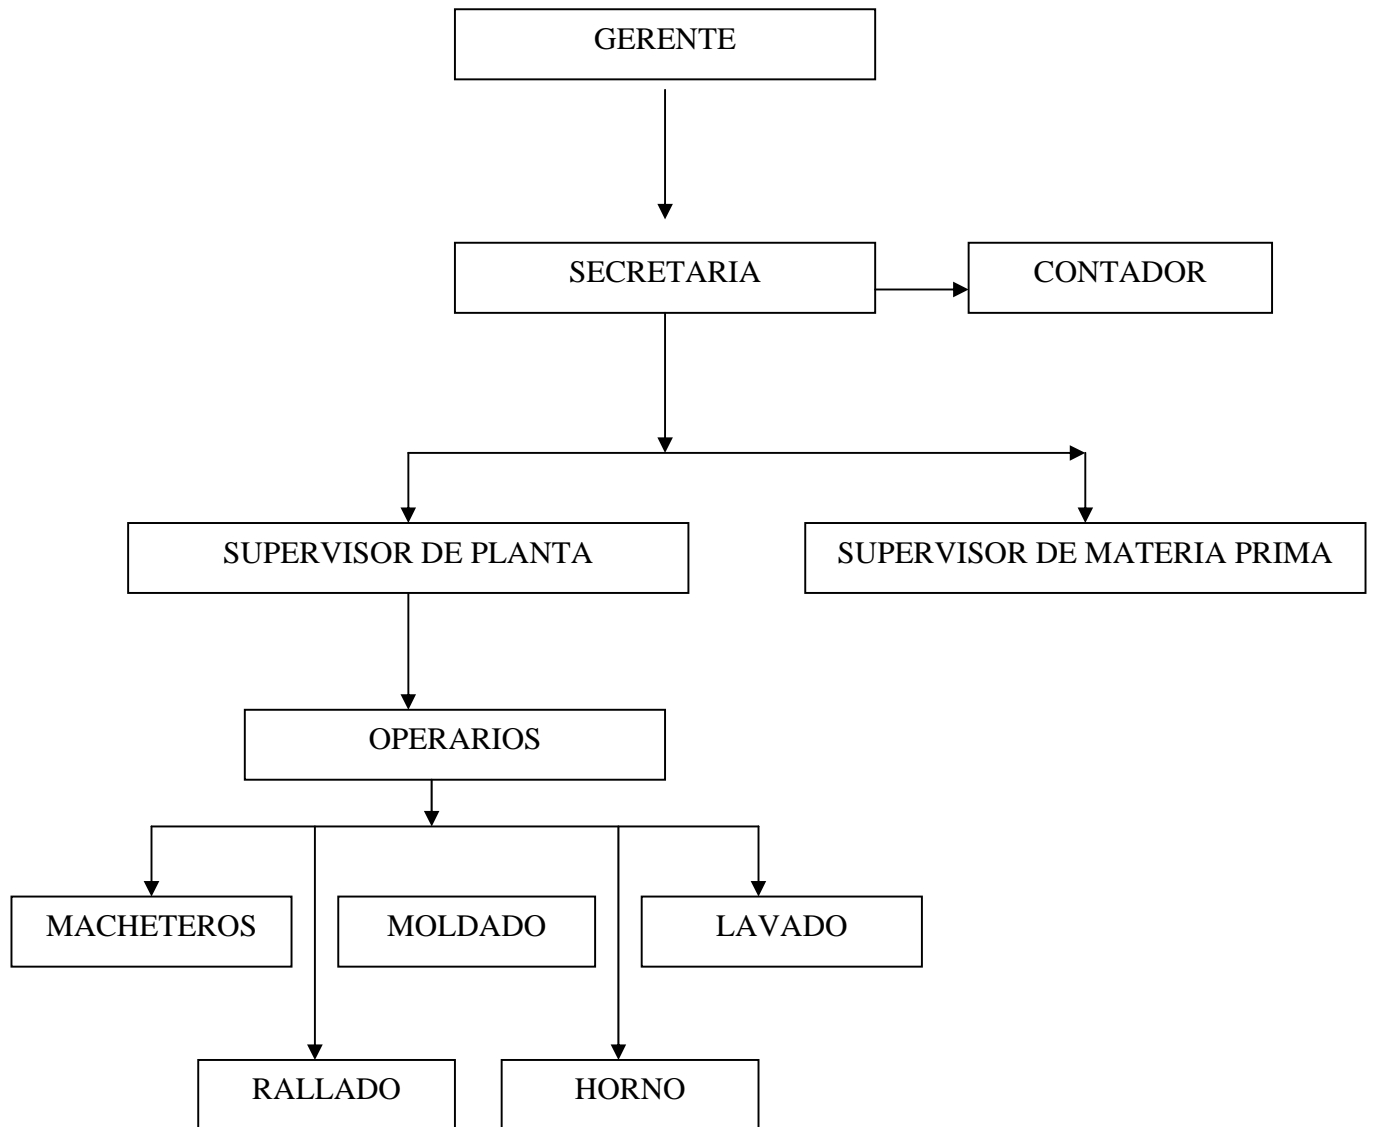 GERENTE
SECRETARIA
CONTADOR
SUPERVISOR DE PLANTA
SUPERVISOR DE MATERIA PRIMA
OPERARIOS
MACHETEROS
MOLDADO
LAVADO
RALLADO
HORNO